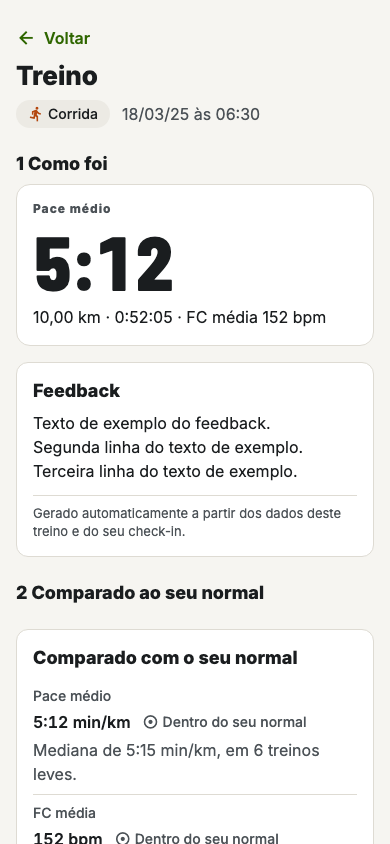 Voltar
Treino
Corrida 18/03/25 às 06:30
1 Como foi
Pace médio
5:12
10,00 km · 0:52:05 · FC média 152 bpm
Feedback
Texto de exemplo do feedback.
Segunda linha do texto de exemplo.
Terceira linha do texto de exemplo.
Gerado automaticamente a partir dos dados deste
treino e do seu check-in.
2 Comparado ao seu normal
Comparado com o seu normal
Pace médio
5:12 min/km Dentro do seu normal
Mediana de 5:15 min/km, em 6 treinos
leves.
FC média
152 bpm Dentro do seu normal